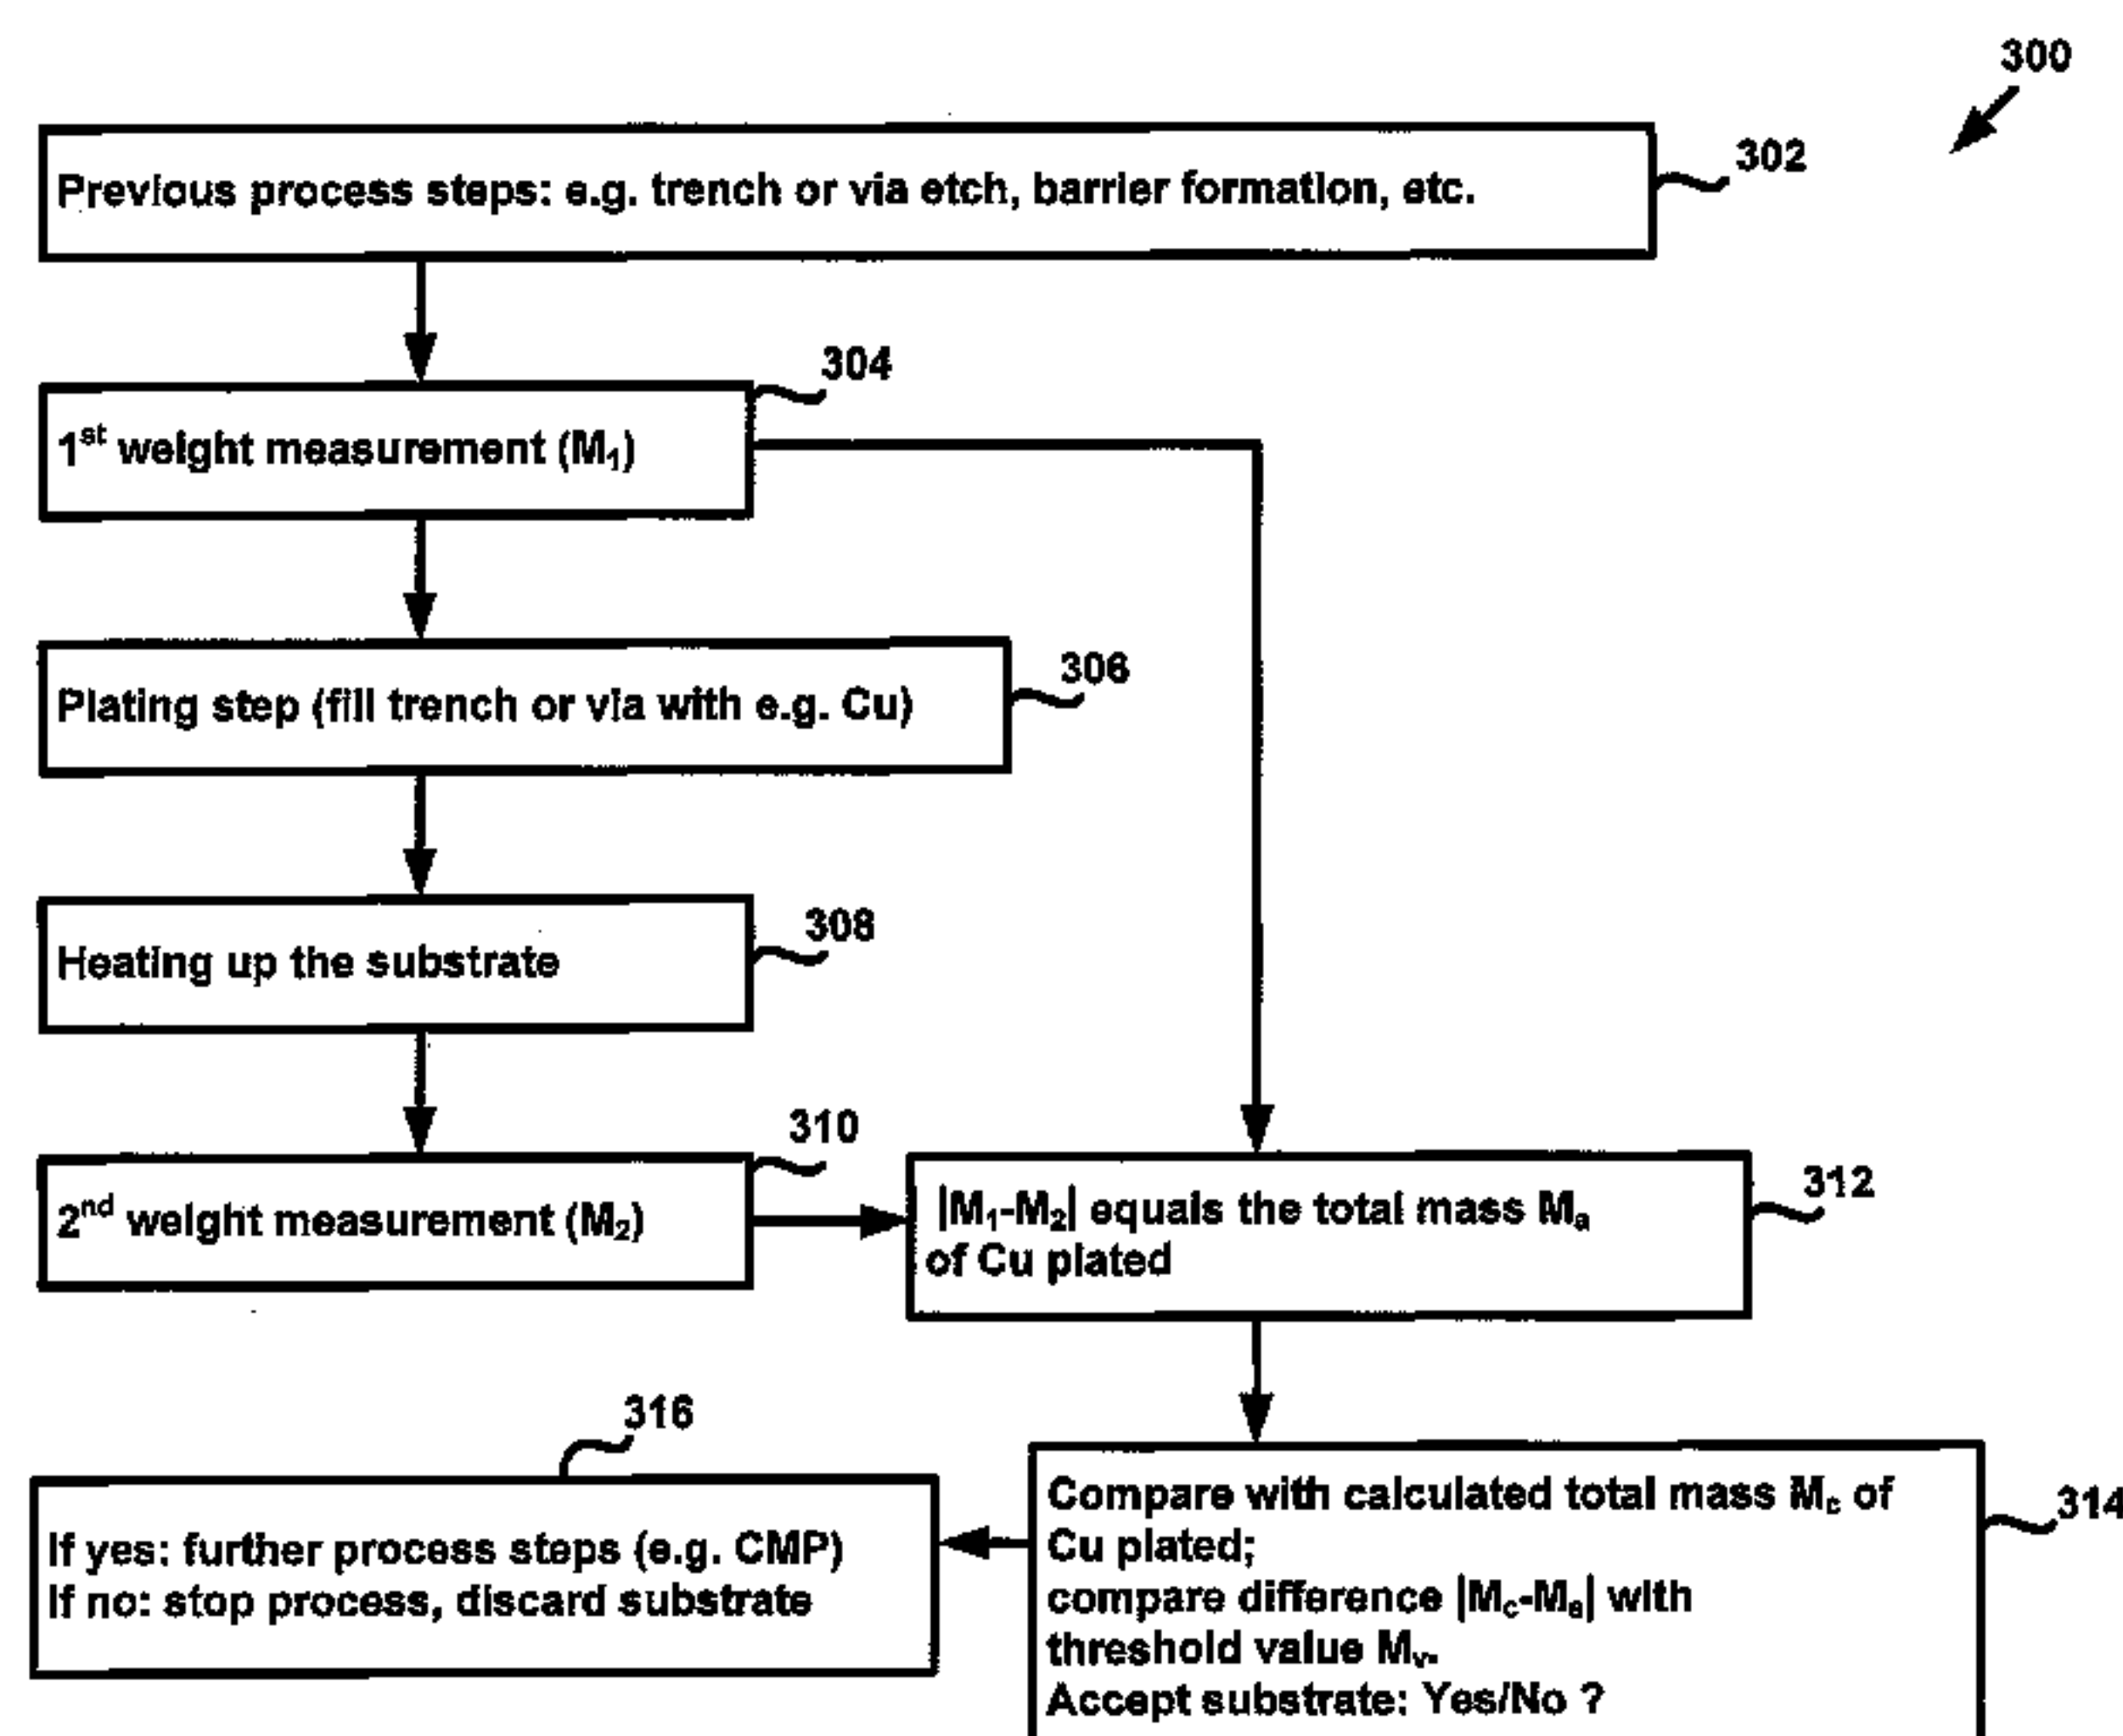 300
Previous process steps: e.g. trench or via etch, barrier formation, etc.
302
304
1st weight measurement (M1)
306
Plating step (fill trench or via with e.g. Cu)
308
Heating up the substrate
310
2nd weight measurement (M2)
312
|M1-M2| equals the total mass Ma
of Cu plated
316
If yes: further process steps (e.g. CMP)
If no: stop process, discard substrate
314
Compare with calculated total mass Mc of
Cu plated;
compare difference |Mc-Ma| with
threshold value Mv.
Accept substrate: Yes/No ?